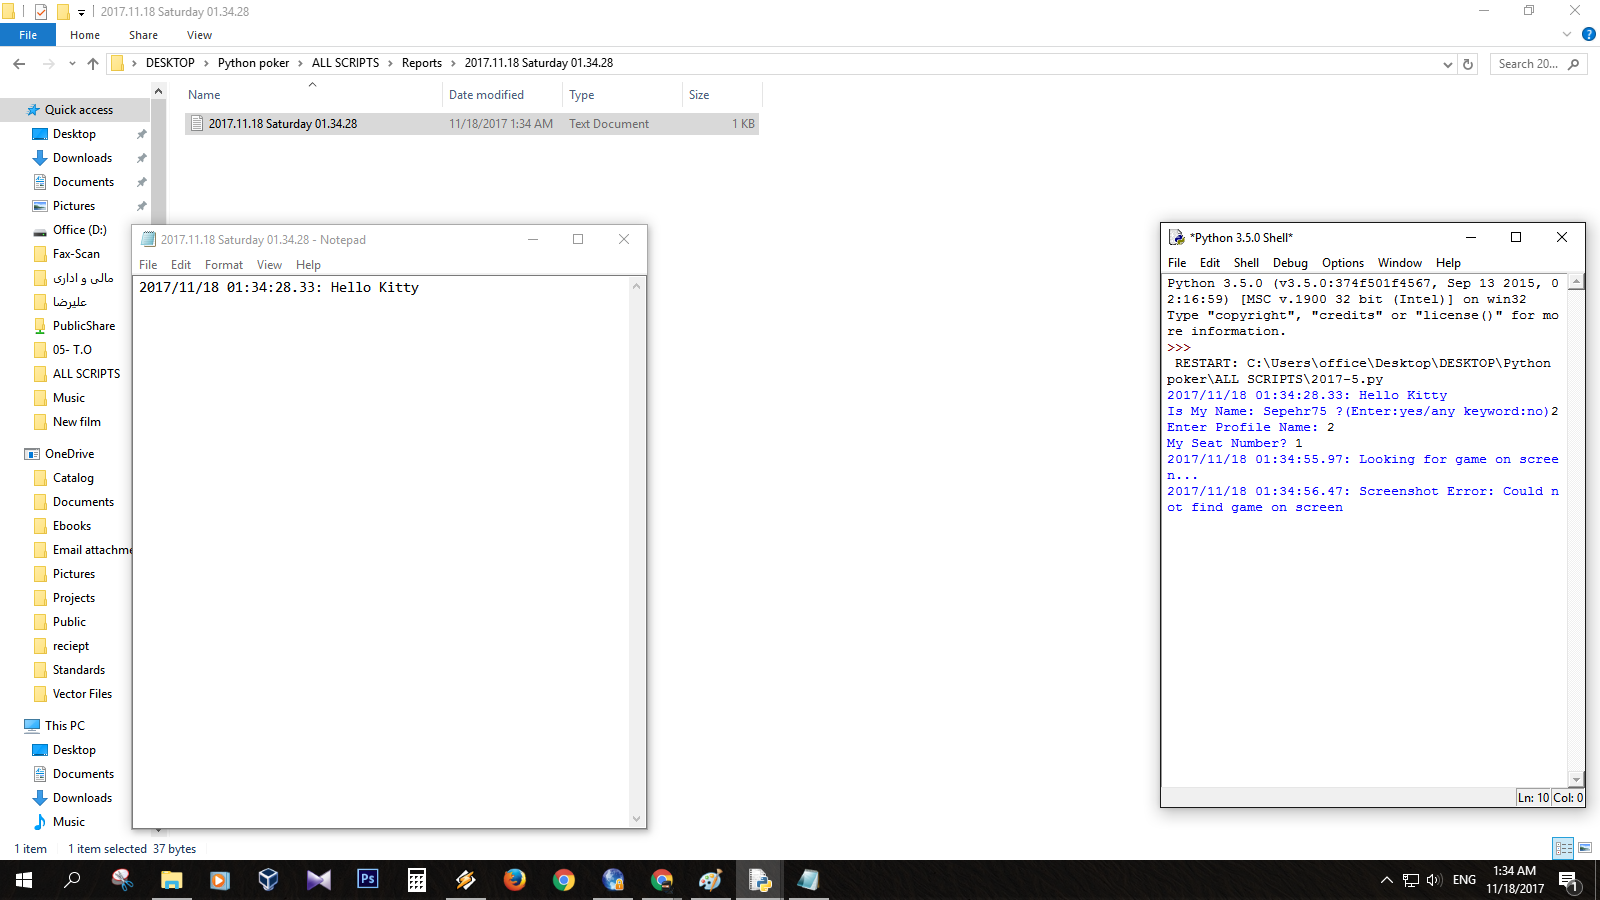 2017.11.18 Saturday 01.34.28
File Home Share View
DESKTOP Python poker ALL SCRIPTS Reports 2017.11.18 Saturday 01.34.28
Search 20...
Name Date modified Type Size
2017.11.18 Saturday 01.34.28 11/18/2017 1:34 AM Text Document 1 KB
Quick access
Desktop
Downloads
Documents
Pictures
Office (D:)
Fax-Scan
مالی و اداری
علیرضا
PublicShare
05- T.O
ALL SCRIPTS
Music
New film
OneDrive
Catalog
Documents
Ebooks
Email attachme
Pictures
Projects
Public
reciept
Standards
Vector Files
This PC
Desktop
Documents
Downloads
Music
1 item 1 item selected 37 bytes
2017.11.18 Saturday 01.34.28 - Notepad
File Edit Format View Help
2017/11/18 01:34:28.33: Hello Kitty
*Python 3.5.0 Shell*
File Edit Shell Debug Options Window Help
Python 3.5.0 (v3.5.0:374f501f4567, Sep 13 2015, 0
2:16:59) [MSC v.1900 32 bit (Intel)] on win32
Type "copyright", "credits" or "license()" for mo
re information.
>>>
RESTART: C:\Users\office\Desktop\DESKTOP\Python
poker\ALL SCRIPTS\2017-5.py
2017/11/18 01:34:28.33: Hello Kitty
Is My Name: Sepehr75 ?(Enter:yes/any keyword:no)2
Enter Profile Name: 2
My Seat Number? 1
2017/11/18 01:34:55.97: Looking for game on scree
n...
2017/11/18 01:34:56.47: Screenshot Error: Could n
ot find game on screen
Ln: 10 Col: 0
Ps
ENG
1:34 AM
11/18/2017
1